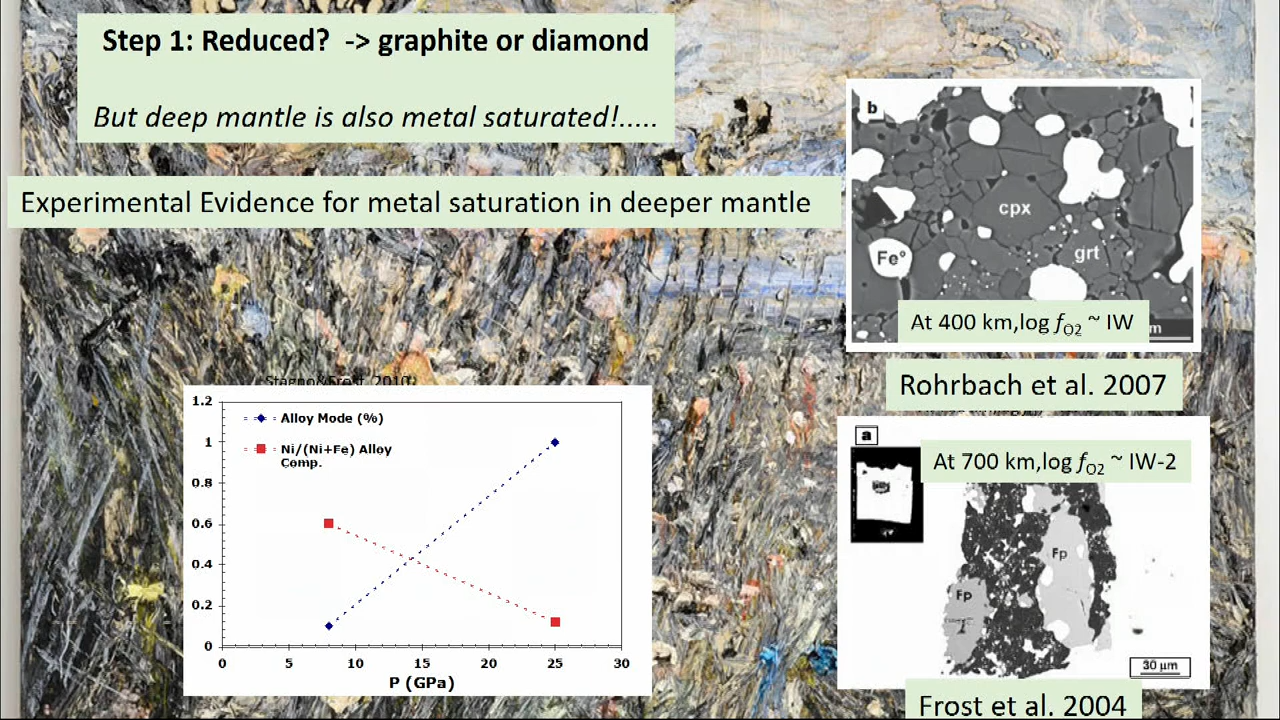 Step 1: Reduced? -> graphite or diamond
But deep mantle is also metal saturated!.....
Experimental Evidence for metal saturation in deeper mantle
b
cpx
grt
Fe°
At 400 km,log fO2 ~ IW
m
Rohrbach et al. 2007
Stagno&Frost, 2010
Alloy Mode (%)
Ni/(Ni+Fe) Alloy
Comp.
1.2
1
0.8
0.6
0.4
0.2
0
0 5 10 15 20 25 30
P (GPa)
a
At 700 km,log fO2 ~ IW-2
Fp
Fp
30 µm
Frost et al. 2004